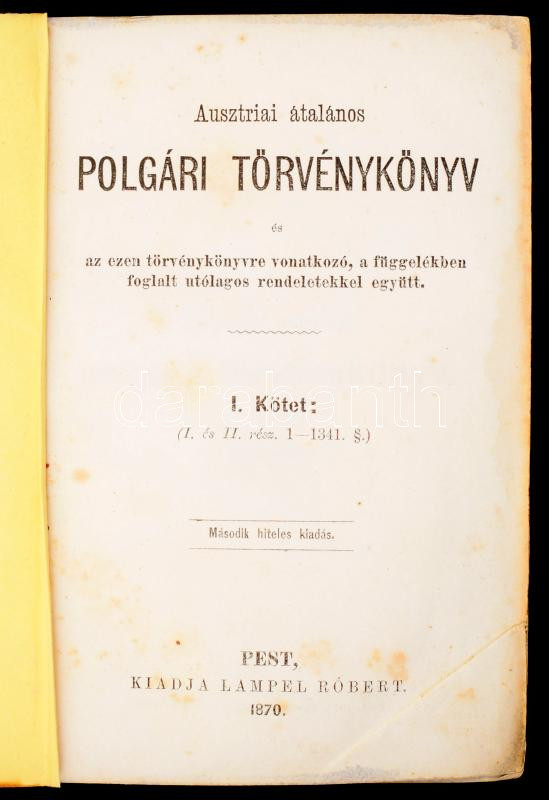 Ausztriai átalános
POLGÁRI TÖRVÉNYKÖNYV
és
az ezen törvénykönyvre vonatkozó, a függelékben
foglalt utólagos rendeletekkel együtt.
darabanth
I. Kötet:
(I. és II. rész. 1—1341. §.)
Második hiteles kiadás.
PEST,
KIADJA LAMPEL RÓBERT.
1870.